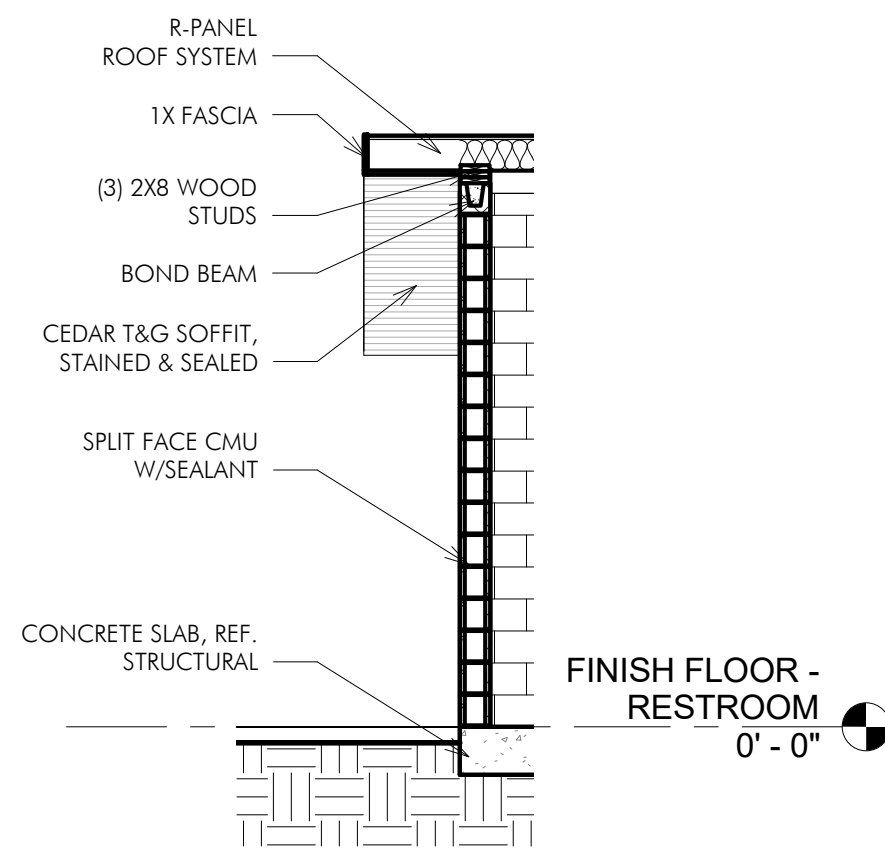 R-PANEL
ROOF SYSTEM
1X FASCIA
(3) 2X8 WOOD
STUDS
BOND BEAM
CEDAR T&G SOFFIT,
STAINED & SEALED
SPLIT FACE CMU
W/SEALANT
CONCRETE SLAB, REF.
STRUCTURAL
FINISH FLOOR -
RESTROOM
0' - 0"